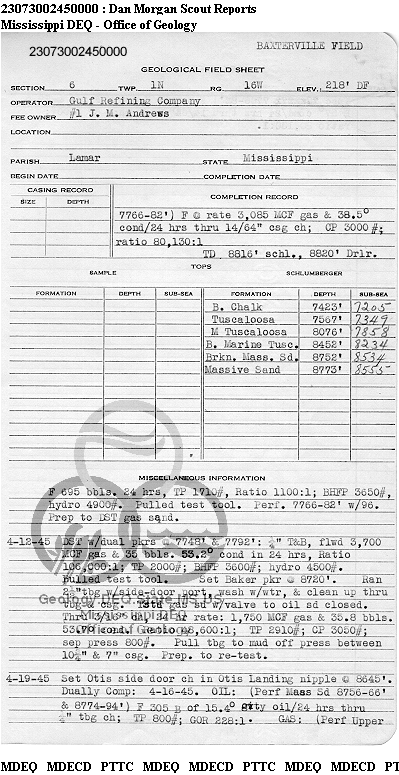 23073002450000 : Dan Morgan Scout Reports
Mississippi DEQ - Office of Geology
23073002450000
BAXTERVILLE FIELD
GEOLOGICAL FIELD SHEET
SECTION 6 TWP. 1N RG. 16W ELEV.: 218' DF
OPERATOR Gulf Refining Company
FEE OWNER #1 J. M. Andrews
LOCATION
PARISH Lamar STATE Mississippi
BEGIN DATE COMPLETION DATE
CASING RECORD
SIZE DEPTH
COMPLETION RECORD
7766-82') F @ rate 3,085 MCF gas & 38.5°
cond/24 hrs thru 14/64" csg ch; CP 3000#;
ratio 80,130:1
TD 8816' schl., 8820' Drlr.
TOPS
SAMPLE SCHLUMBERGER
FORMATION DEPTH SUB-SEA FORMATION DEPTH SUB-SEA
B. Chalk 7423' 7205
Tuscaloosa 7567' 7349
M Tuscaloosa 8076' 7858
B. Marine Tusc. 8452' 8234
Brkn. Mass. Sd. 8752' 8534
Massive Sand 8773' 8555
MISCELLANEOUS INFORMATION
F 695 bbls. 24 hrs, TP 1710#, Ratio 1100:1; BHFP 3650#,
hydro 4900#. Pulled test tool. Perf. 7766-82' w/96.
Prep to DST gas sand.
4-12-45 DST w/dual pkrs @ 7748' & 7792': ¼" T&B, flwd 3,700
MCF gas & 35 bbls. 53.2° cond in 24 hrs, Ratio
106,000:1; TP 2000#; BHFP 3600#; hydro 4500#.
Pulled test tool. Set Baker pkr @ 8720'. Ran
2½"tbg w/side-door port, wash w/wtr, & clean up thru
tbg & csg. gas sd w/valve to oil sd closed.
Thru ch, 24 hr rate: 1,750 MCF gas & 35.8 bbls.
cond. Ratio TP 2910#; CP 3050#;
sep press 800#. Pull tbg to mud off press between
10¼" & 7" csg. Prep. to re-test.
4-19-45 Set Otis side door ch in Otis Landing nipple @ 8645'.
Dually Comp: 4-16-45. OIL: (Perf Mass Sd 8756-66'
& 8774-94') F 305 B of 15.4° gvty oil/24 hrs thru
¼" tbg ch; TP 800#; GOR 228:1. GAS: (Perf Upper
MDEQ MDECD PTTC MDEQ MDECD PTTC MDEQ MDECD PTTC MDEQ